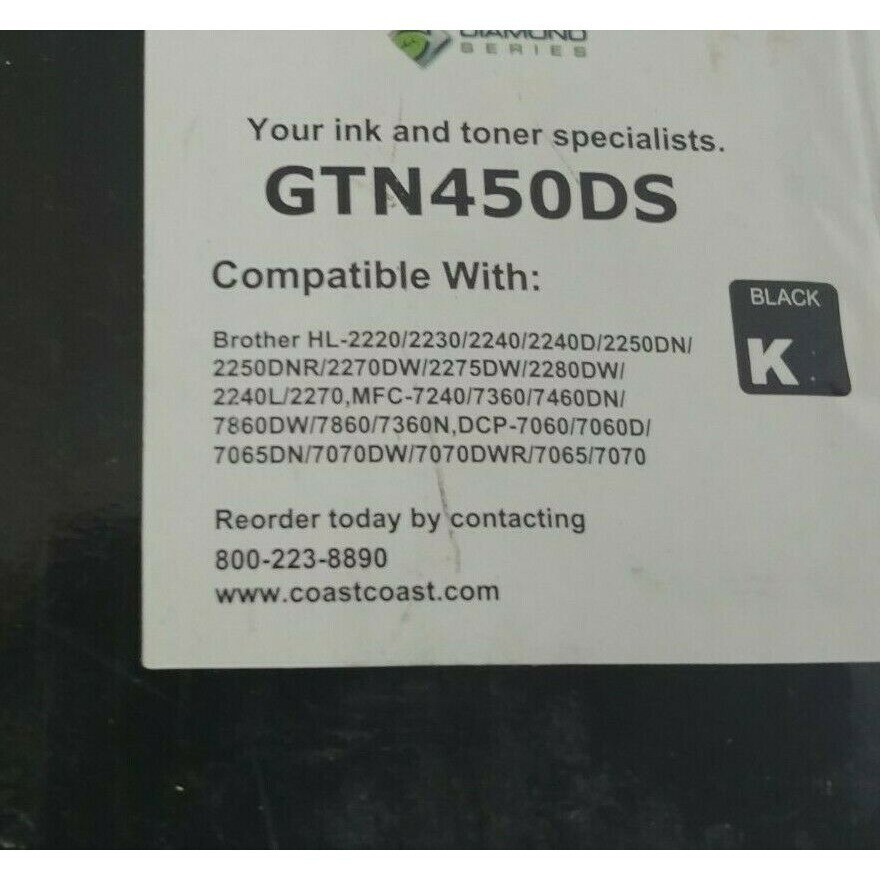 DIAMOND
SERIES
Your ink and toner specialists.
GTN450DS
Compatible With:
BLACK
K
Brother HL-2220/2230/2240/2240D/2250DN/
2250DNR/2270DW/2275DW/2280DW/
2240L/2270,MFC-7240/7360/7460DN/
7860DW/7860/7360N,DCP-7060/7060D/
7065DN/7070DW/7070DWR/7065/7070
Reorder today by contacting
800-223-8890
www.coastcoast.com